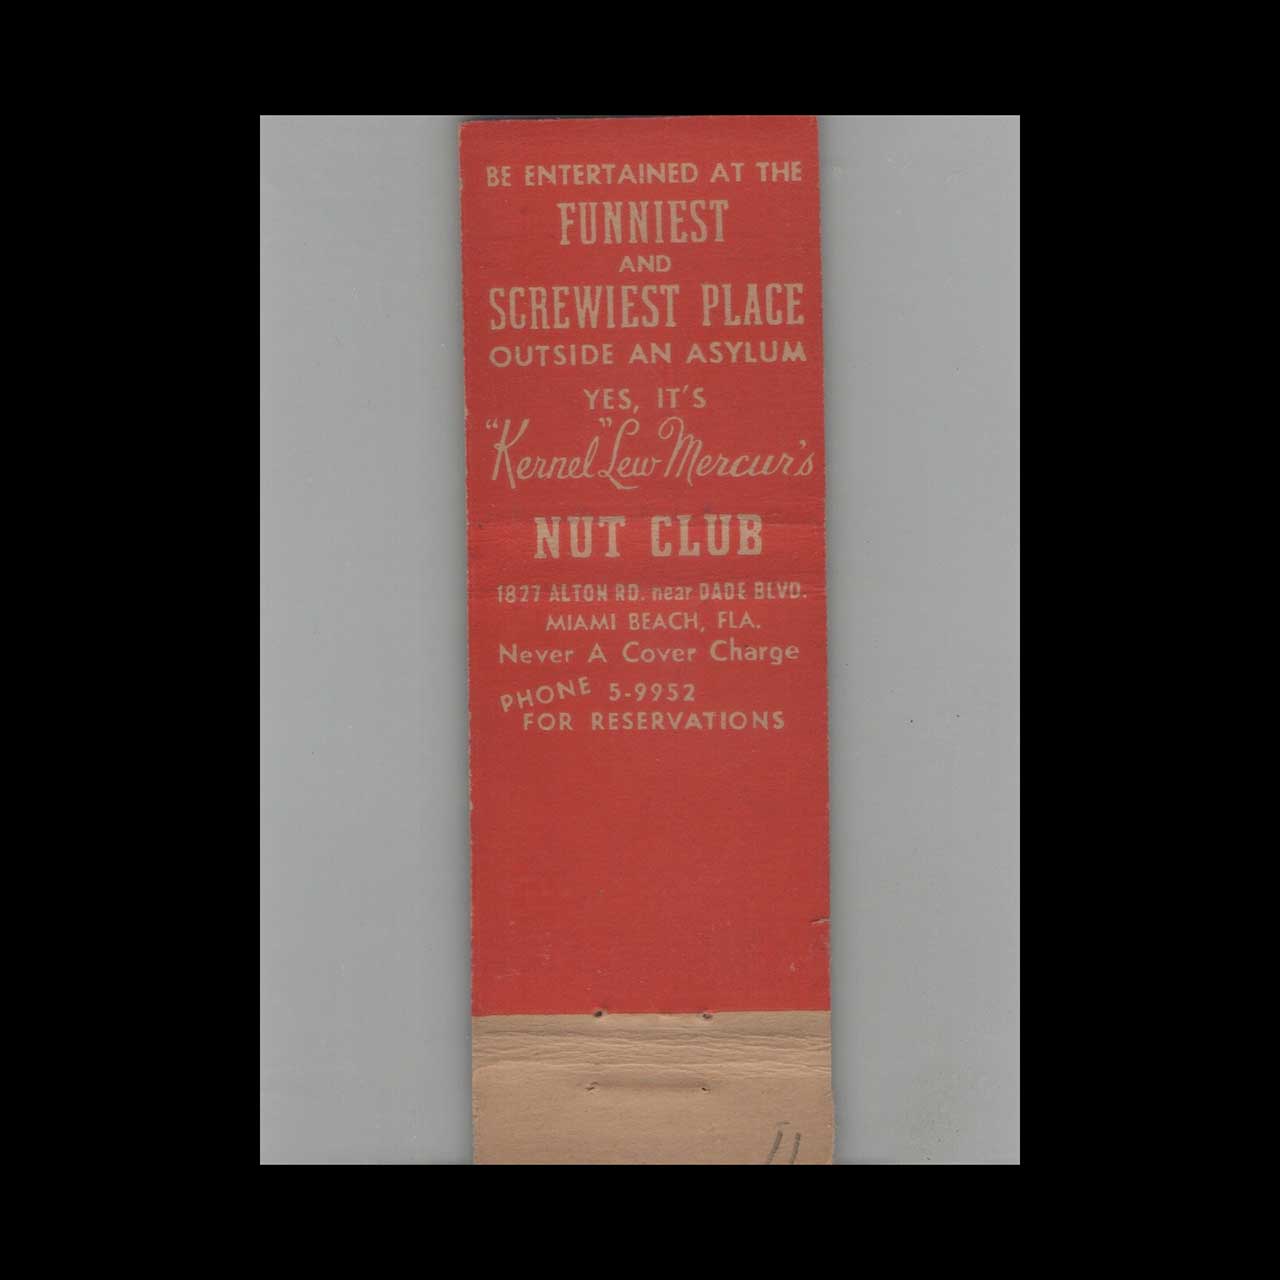 BE ENTERTAINED AT THE
FUNNIEST
AND
SCREWIEST PLACE
OUTSIDE AN ASYLUM
YES, IT'S
"Kernel" Lew Mercur's
NUT CLUB
1827 ALTON RD. near DADE BLVD.
MIAMI BEACH, FLA.
Never A Cover Charge
PHONE 5-9952
FOR RESERVATIONS
11